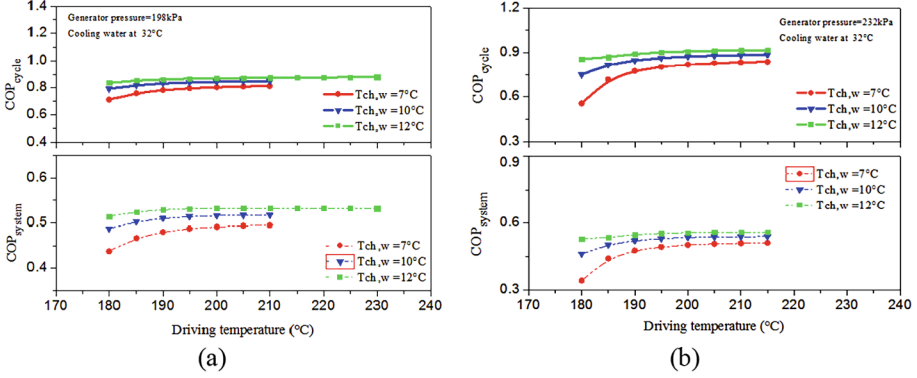 1.4
1.2
1.0
0.8
0.6
0.4
COPcycle
Generator pressure=198kPa
Cooling water at 32°C
Tch,w =7°C
Tch,w =10°C
Tch,w =12°C
0.6
0.5
0.4
COPsystem
Tch,w =7°C
Tch,w =10°C
Tch,w =12°C
170 180 190 200 210 220 230 240
Driving temperature (°C)
(a)
1.2
0.9
0.6
0.3
COPcycle
Generator pressure=232kPa
Cooling water at 32°C
Tch,w =7°C
Tch,w =10°C
Tch,w =12°C
0.9
0.6
0.3
COPsystem
Tch,w =7°C
Tch,w =10°C
Tch,w =12°C
170 180 190 200 210 220 230 240
Driving temperature (°C)
(b)